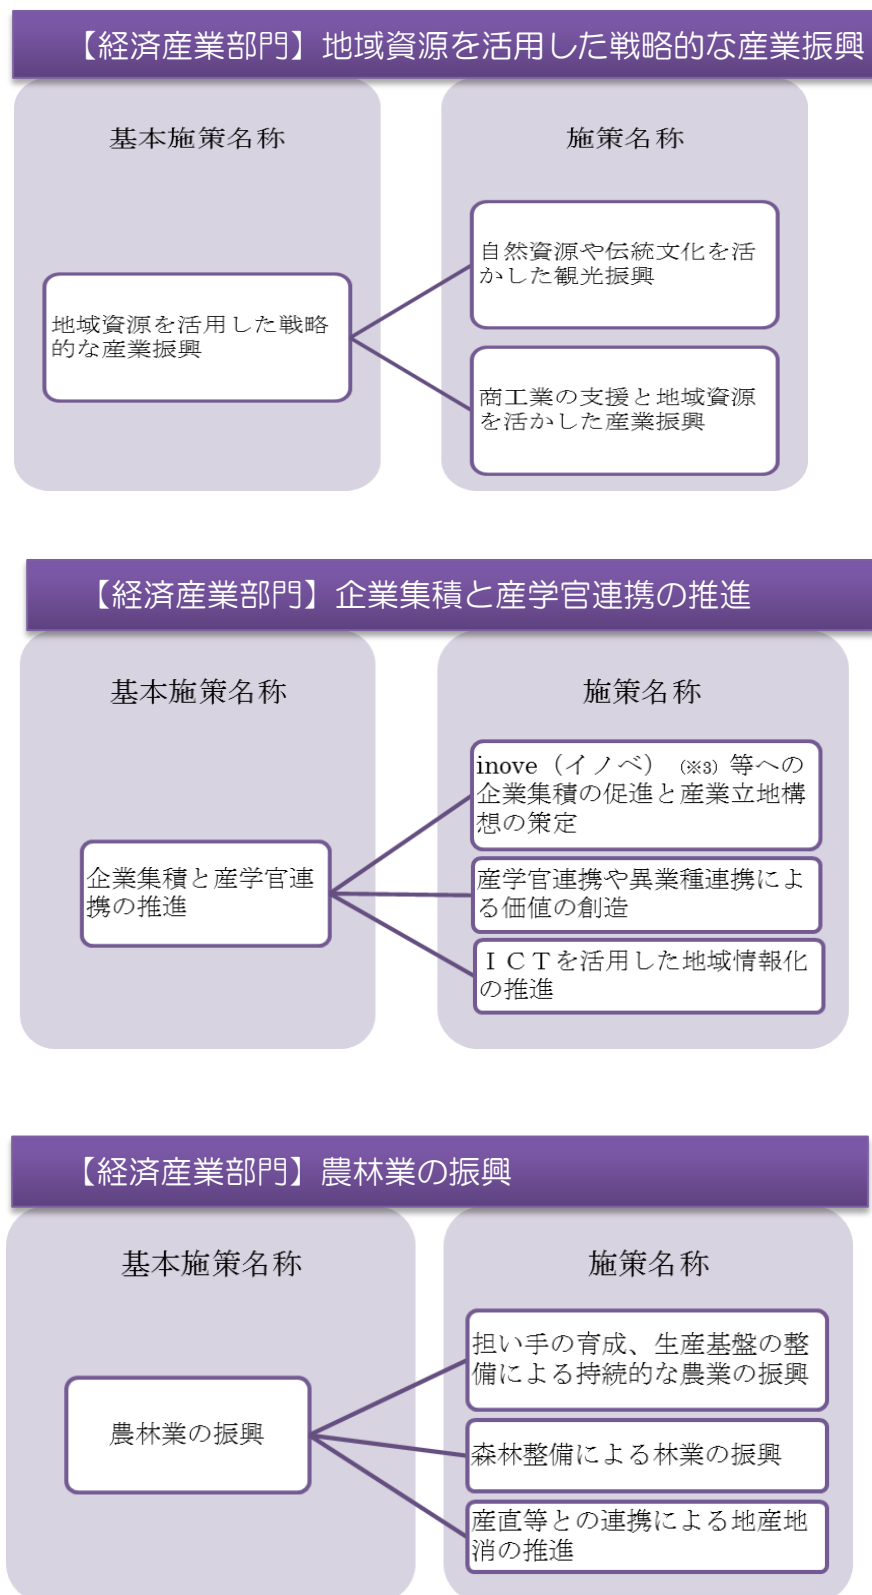 【経済産業部門】地域資源を活用した戦略的な産業振興
基本施策名称
施策名称
地域資源を活用した戦略
的な産業振興
自然資源や伝統文化を活
かした観光振興
商工業の支援と地域資源
を活かした産業振興
【経済産業部門】企業集積と産学官連携の推進
基本施策名称
施策名称
企業集積と産学官連
携の推進
inove（イノベ）（※3）等への
企業集積の促進と産業立地構
想の策定
産学官連携や異業種連携によ
る価値の創造
ＩＣＴを活用した地域情報化
の推進
【経済産業部門】農林業の振興
基本施策名称
施策名称
農林業の振興
担い手の育成、生産基盤の整
備による持続的な農業の振興
森林整備による林業の振興
産直等との連携による地産地
消の推進